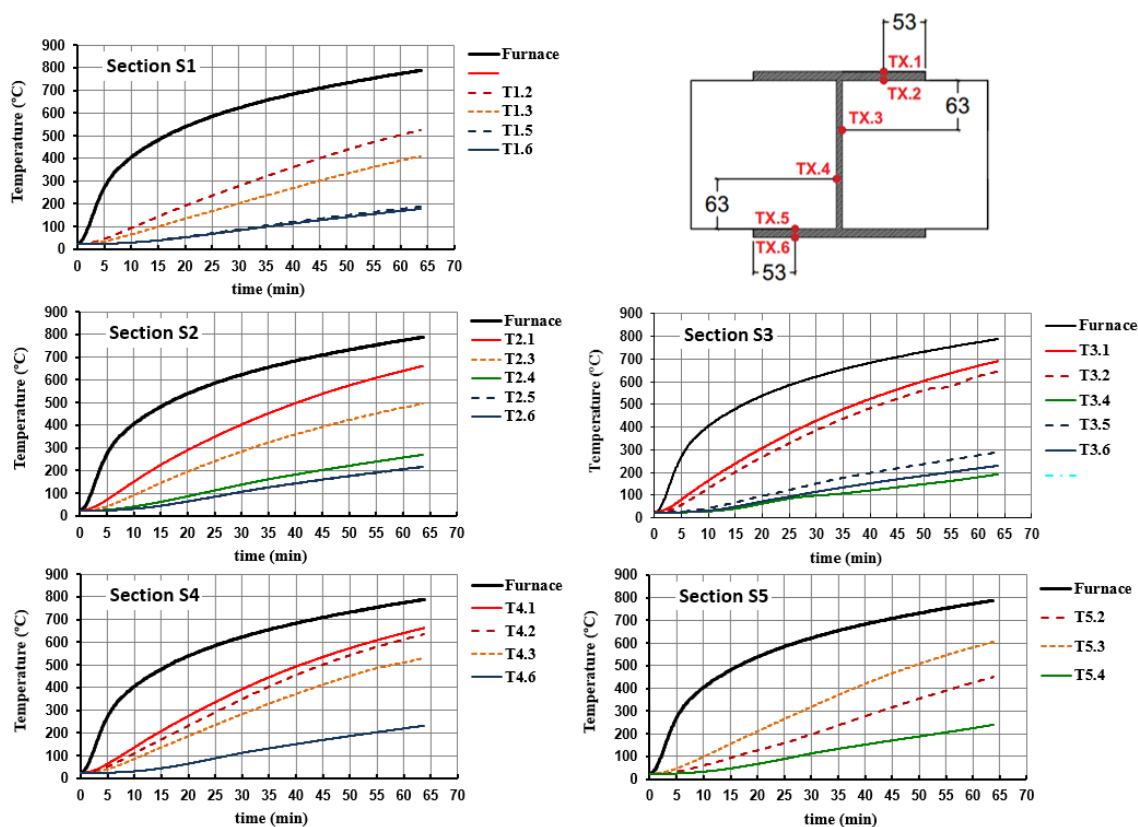 Section S1
Temperature (°C)
900
800
700
600
500
400
300
200
100
0
0 5 10 15 20 25 30 35 40 45 50 55 60 65 70
time (min)
Furnace
T1.2
T1.3
T1.5
T1.6
53
TX.1
TX.2
TX.3
63
TX.4
63
TX.5
TX.6
53
Section S2
Temperature (°C)
900
800
700
600
500
400
300
200
100
0
0 5 10 15 20 25 30 35 40 45 50 55 60 65 70
time (min)
Furnace
T2.1
T2.3
T2.4
T2.5
T2.6
Section S3
Temperature (°C)
900
800
700
600
500
400
300
200
100
0
0 5 10 15 20 25 30 35 40 45 50 55 60 65 70
time (min)
Furnace
T3.1
T3.2
T3.4
T3.5
T3.6
Section S4
Temperature (°C)
900
800
700
600
500
400
300
200
100
0
0 5 10 15 20 25 30 35 40 45 50 55 60 65 70
time (min)
Furnace
T4.1
T4.2
T4.3
T4.6
Section S5
Temperature (°C)
900
800
700
600
500
400
300
200
100
0
0 5 10 15 20 25 30 35 40 45 50 55 60 65 70
time (min)
Furnace
T5.2
T5.3
T5.4